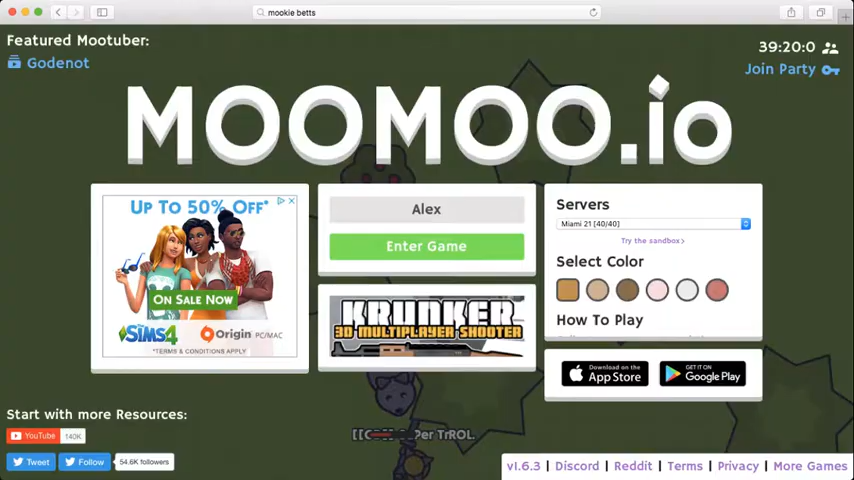 mookie betts
Featured Mootuber:
Godenot
39:20:0
Join Party
MOOMOO.io
UP TO 50% OFF*
ON SALE NOW
THE SIMS 4
Origin PC/MAC
*TERMS & CONDITIONS APPLY
Alex
Enter Game
KRUNKER
3D MULTIPLAYER SHOOTER
Servers
Miami 21 [40/40]
Try the sandbox>
Select Color
How To Play
Download on the
App Store
GET IT ON
Google Play
Start with more Resources:
YouTube 140K
Tweet Follow 54.6K followers
v1.6.3 | Discord | Reddit | Terms | Privacy | More Games